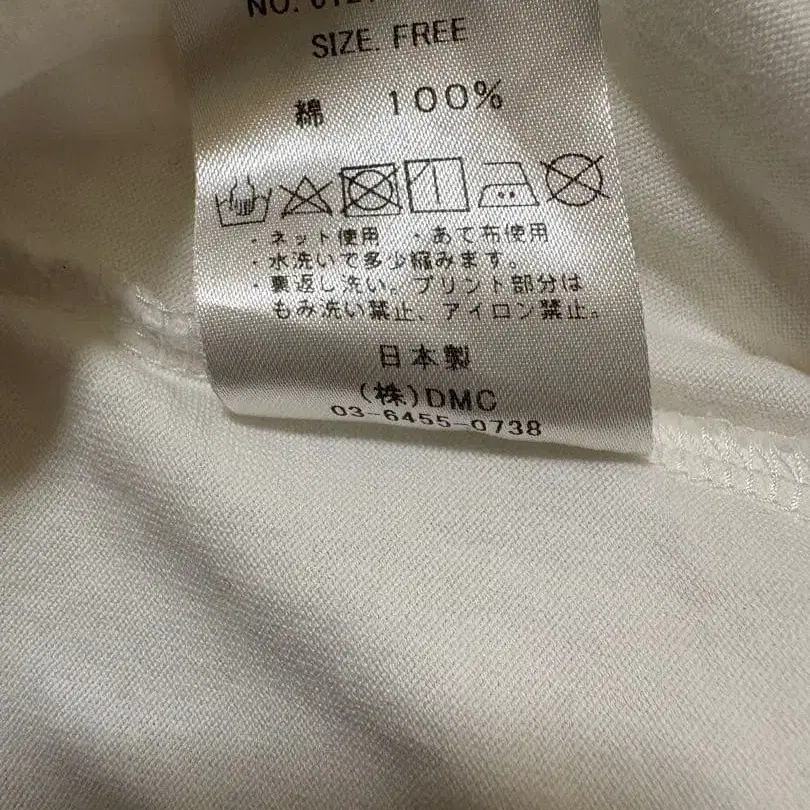 NO.
SIZE. FREE
綿 100%
・ネット使用 ・あて布使用
・水洗いで多少縮みます。
・裏返し洗い。プリント部分は
もみ洗い禁止、アイロン禁止。
日本製
(株)DMC
03-6455-0738